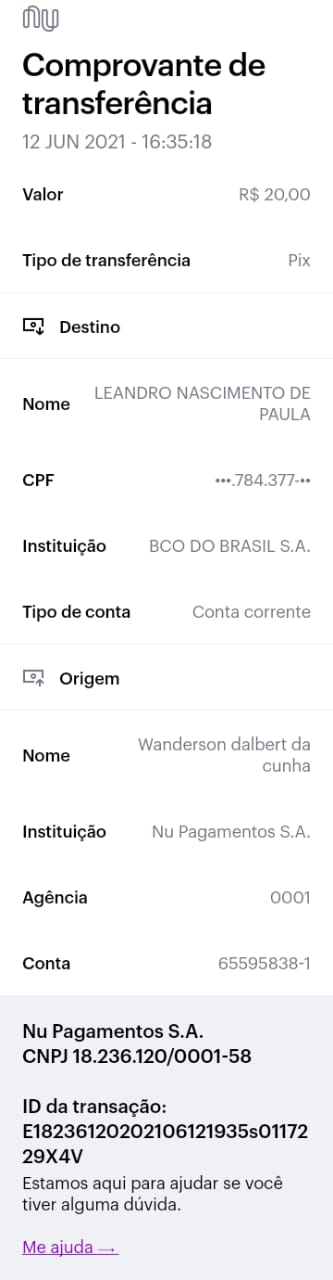 nu
Comprovante de
transferência
12 JUN 2021 - 16:35:18
Valor R$ 20,00
Tipo de transferência Pix
Destino
Nome LEANDRO NASCIMENTO DE
PAULA
CPF •••.784.377-••
Instituição BCO DO BRASIL S.A.
Tipo de conta Conta corrente
Origem
Nome Wanderson dalbert da
cunha
Instituição Nu Pagamentos S.A.
Agência 0001
Conta 65595838-1
Nu Pagamentos S.A.
CNPJ 18.236.120/0001-58
ID da transação:
E18236120202106121935s01172
29X4V
Estamos aqui para ajudar se você
tiver alguma dúvida.
Me ajuda →